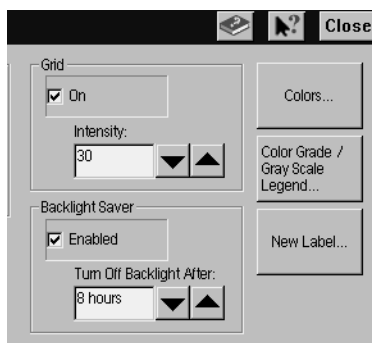 Close
Grid
On
Intensity:
30
Colors...
Color Grade /
Gray Scale
Legend...
Backlight Saver
Enabled
Turn Off Backlight After:
8 hours
New Label...